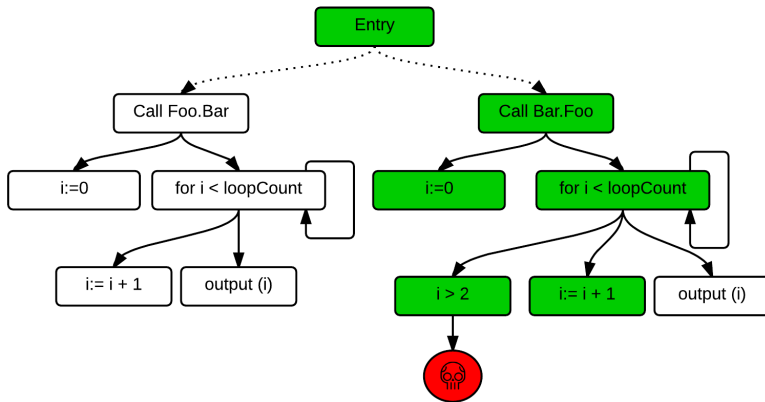 Entry
Call Foo.Bar
Call Bar.Foo
i:=0
for i < loopCount
i:=0
for i < loopCount
i:= i + 1
output (i)
i > 2
i:= i + 1
output (i)